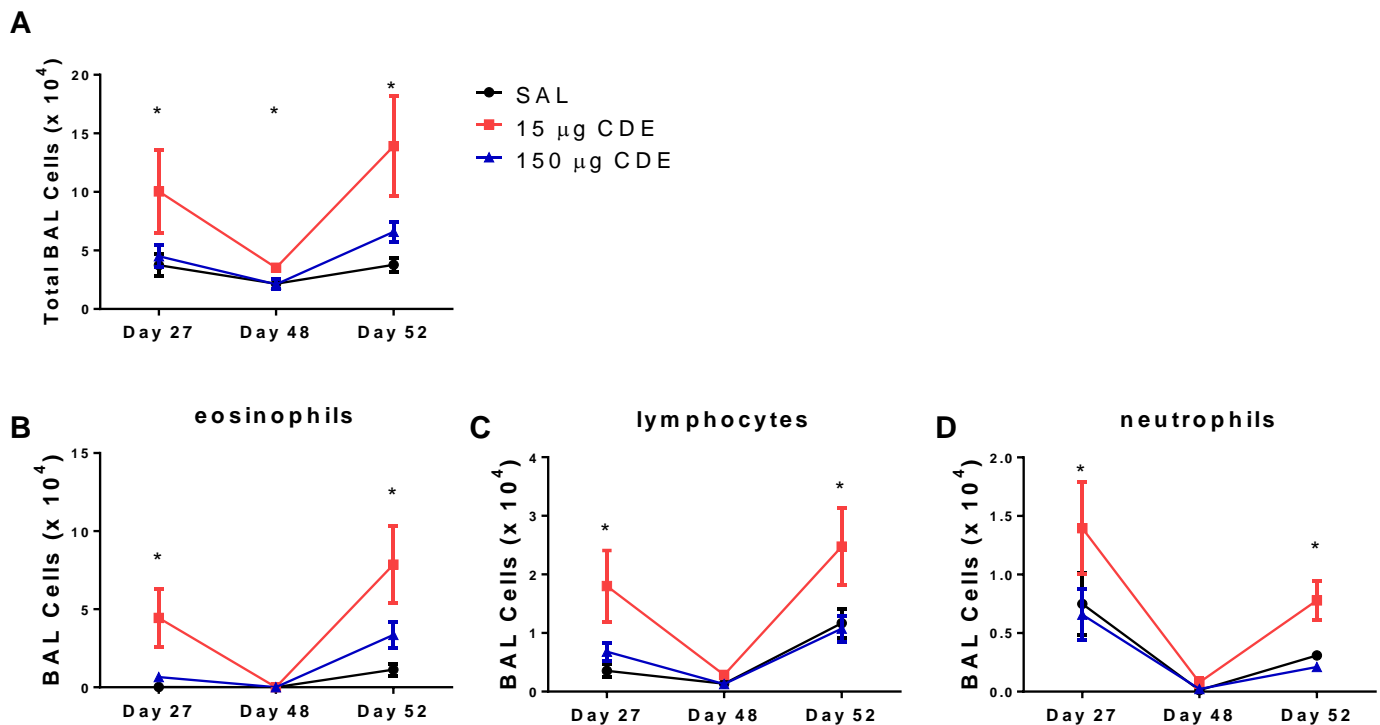 A
Total BAL Cells (x 10^4)
20
15
10
5
0
* * *
Day 27 Day 48 Day 52
SAL
15 μg CDE
150 μg CDE
B
eosinophils
BAL Cells (x 10^4)
15
10
5
0
* *
Day 27 Day 48 Day 52
C
lymphocytes
BAL Cells (x 10^4)
4
3
2
1
0
* *
Day 27 Day 48 Day 52
D
neutrophils
BAL Cells (x 10^4)
2.0
1.5
1.0
0.5
0.0
* *
Day 27 Day 48 Day 52